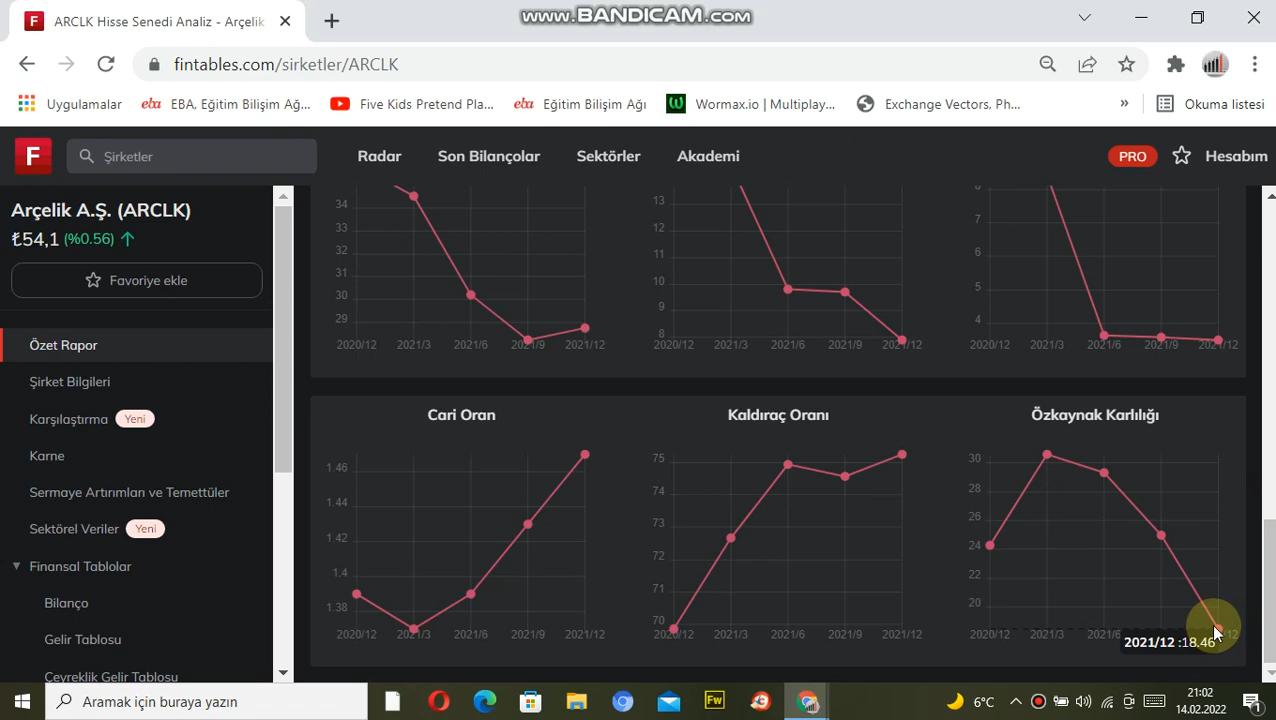 ARCLK Hisse Senedi Analiz - Arçelik
www.BANDICAM.com
fintables.com/sirketler/ARCLK
Uygulamalar
eba EBA, Eğitim Bilişim Ağ...
Five Kids Pretend Pla...
eba Eğitim Bilişim Ağı
Wormax.io | Multiplay...
Exchange Vectors, Ph...
»
Okuma listesi
F
Şirketler
Radar
Son Bilançolar
Sektörler
Akademi
PRO
Hesabım
Arçelik A.Ş. (ARCLK)
₺54,1 (%0.56)
Favoriye ekle
Özet Rapor
Şirket Bilgileri
Karşılaştırma Yeni
Karne
Sermaye Artırımları ve Temettüler
Sektörel Veriler Yeni
Finansal Tablolar
Bilanço
Gelir Tablosu
Çeyreklik Gelir Tablosu
34
33
32
31
30
29
2020/12 2021/3 2021/6 2021/9 2021/12
13
12
11
10
9
8
2020/12 2021/3 2021/6 2021/9 2021/12
7
6
5
4
2020/12 2021/3 2021/6 2021/9 2021/12
Cari Oran
1.46
1.44
1.42
1.4
1.38
2020/12 2021/3 2021/6 2021/9 2021/12
Kaldıraç Oranı
75
74
73
72
71
70
2020/12 2021/3 2021/6 2021/9 2021/12
Özkaynak Karlılığı
30
28
26
24
22
20
2020/12 2021/3
2021/12 :18.46
Aramak için buraya yazın
Fw
6°C
21:02
14.02.2022
1